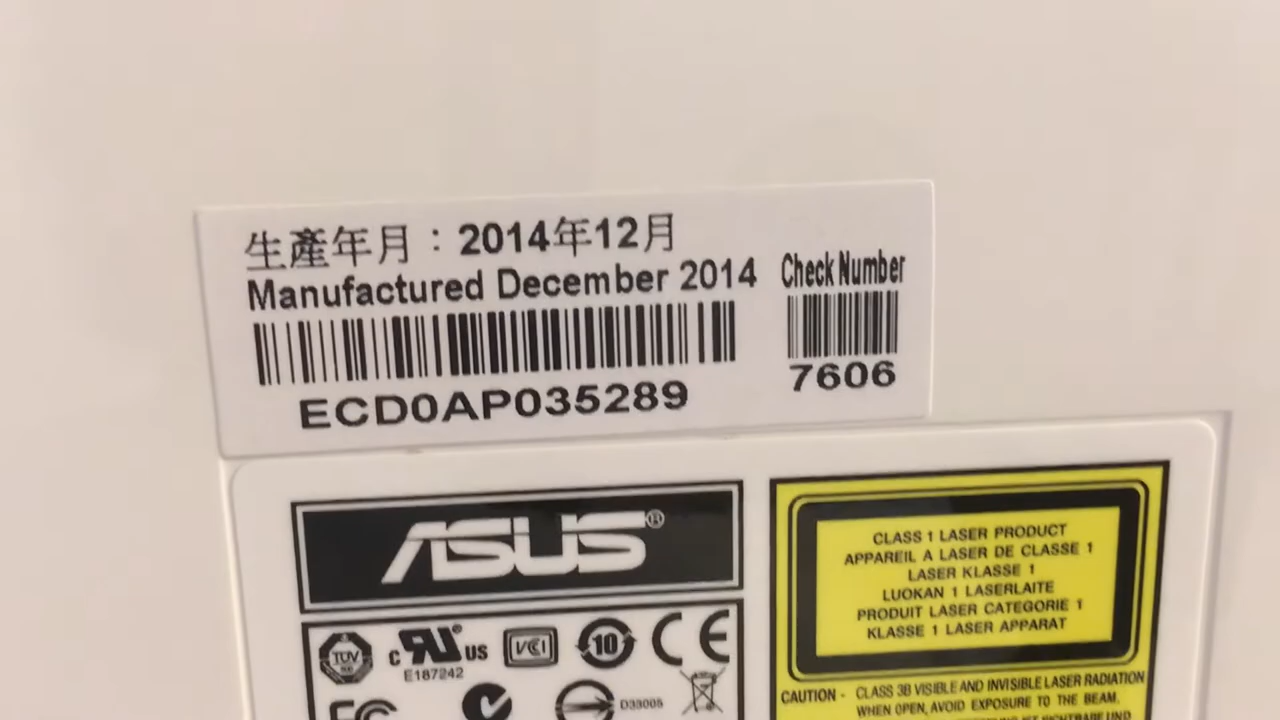 生產年月：2014年12月
Manufactured December 2014
Check Number
ECD0AP035289
7606
ASUS®
CLASS 1 LASER PRODUCT
APPAREIL A LASER DE CLASSE 1
LASER KLASSE 1
LUOKAN 1 LASERLAITE
PRODUIT LASER CATEGORIE 1
KLASSE 1 LASER APPARAT
TUV
c RU® US
E187242
VCI
10
CE
FC
D33005
CAUTION - CLASS 3B VISIBLE AND INVISIBLE LASER RADIATION
WHEN OPEN, AVOID EXPOSURE TO THE BEAM.